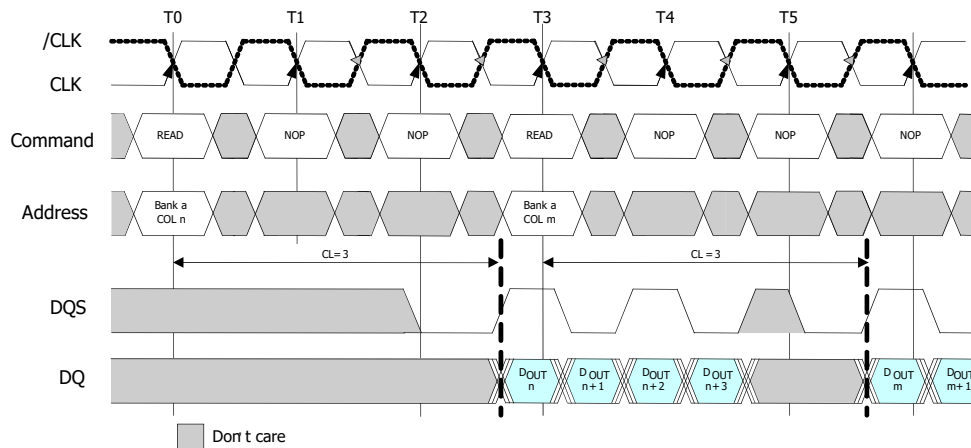 T0 T1 T2 T3 T4 T5
/CLK
CLK
Command READ NOP NOP READ NOP NOP NOP
Address Bank a COL n Bank a COL m
CL= 3 CL = 3
DQS
DQ DOUT n DOUT n + 1 DOUT n + 2 DOUT n + 3 DOUT m DOUT m + 1
Don't care